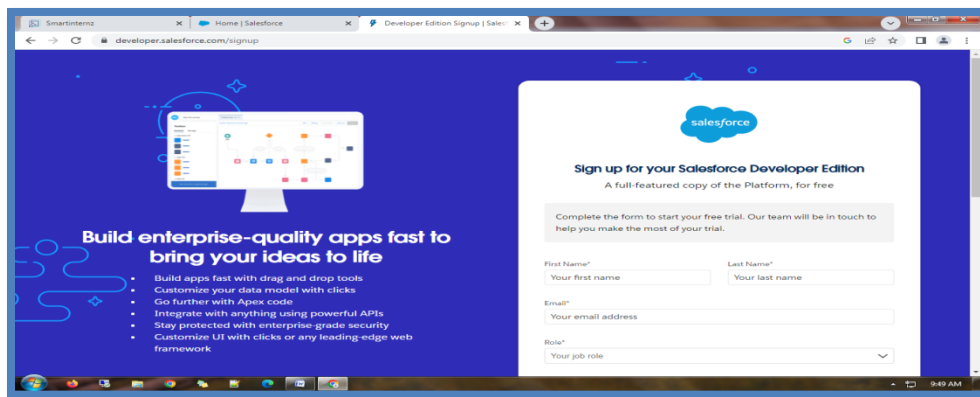 Smartinternz
Home | Salesforce
Developer Edition Signup | Salesf
developer.salesforce.com/signup
salesforce
Sign up for your Salesforce Developer Edition
A full-featured copy of the Platform, for free
Complete the form to start your free trial. Our team will be in touch to
help you make the most of your trial.
Build enterprise-quality apps fast to
bring your ideas to life
• Build apps fast with drag and drop tools
• Customize your data model with clicks
• Go further with Apex code
• Integrate with anything using powerful APIs
• Stay protected with enterprise-grade security
• Customize UI with clicks or any leading-edge web
framework
First Name* Last Name*
Your first name Your last name
Email*
Your email address
Role*
Your job role
9:49 AM